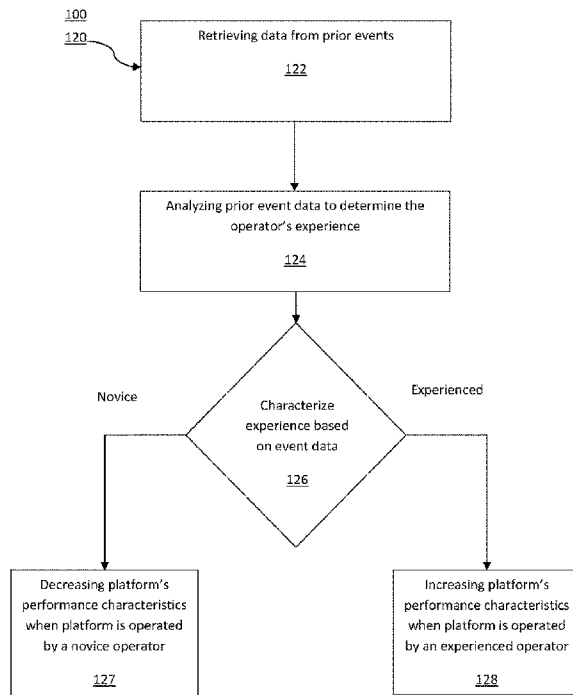 100
120
Retrieving data from prior events
122
Analyzing prior event data to determine the
operator's experience
124
Novice
Experienced
Characterize
experience based
on event data
126
Decreasing platform's
performance characteristics
when platform is operated
by a novice operator
127
Increasing platform's
performance characteristics
when platform is operated
by an experienced operator
128